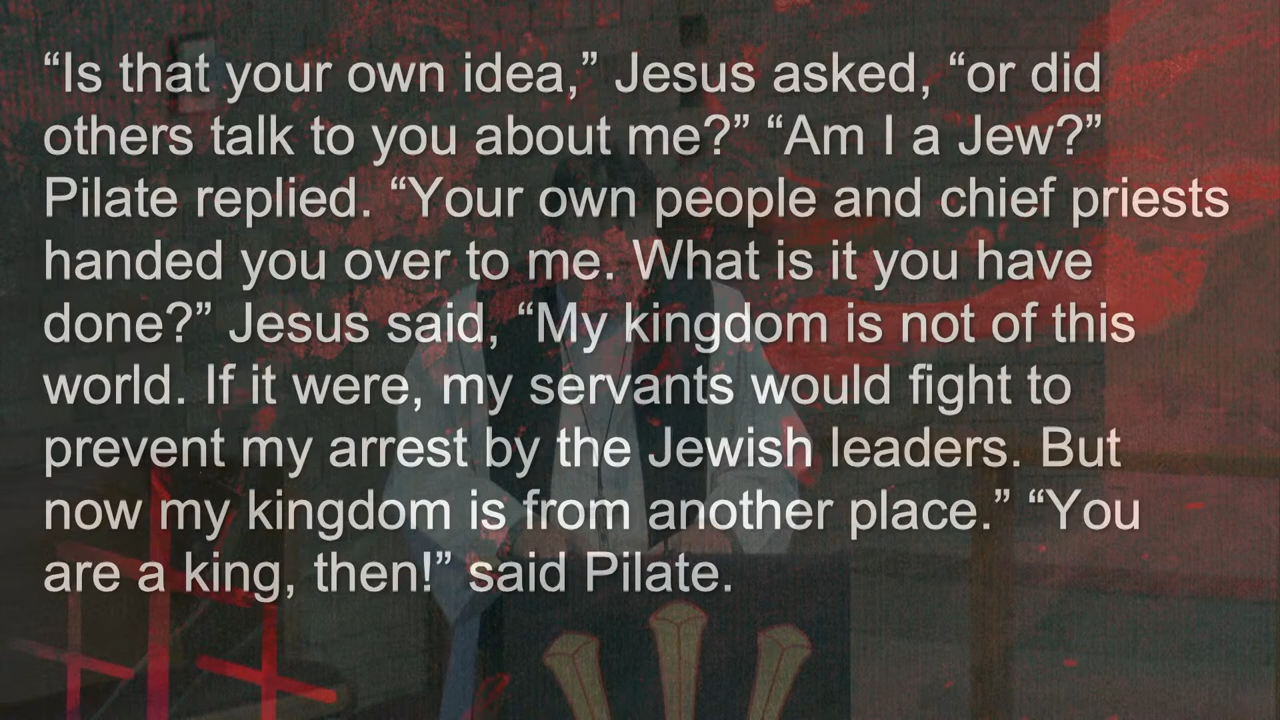 “Is that your own idea,” Jesus asked, “or did
others talk to you about me?” “Am I a Jew?”
Pilate replied. “Your own people and chief priests
handed you over to me. What is it you have
done?” Jesus said, “My kingdom is not of this
world. If it were, my servants would fight to
prevent my arrest by the Jewish leaders. But
now my kingdom is from another place.” “You
are a king, then!” said Pilate.